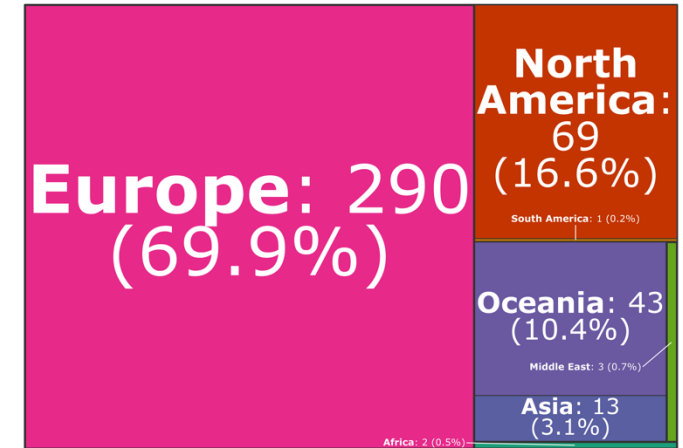 Europe: 290
(69.9%)
North
America:
69
(16.6%)
South America: 1 (0.2%)
Oceania: 43
(10.4%)
Middle East: 3 (0.7%)
Asia: 13
(3.1%)
Africa: 2 (0.5%)